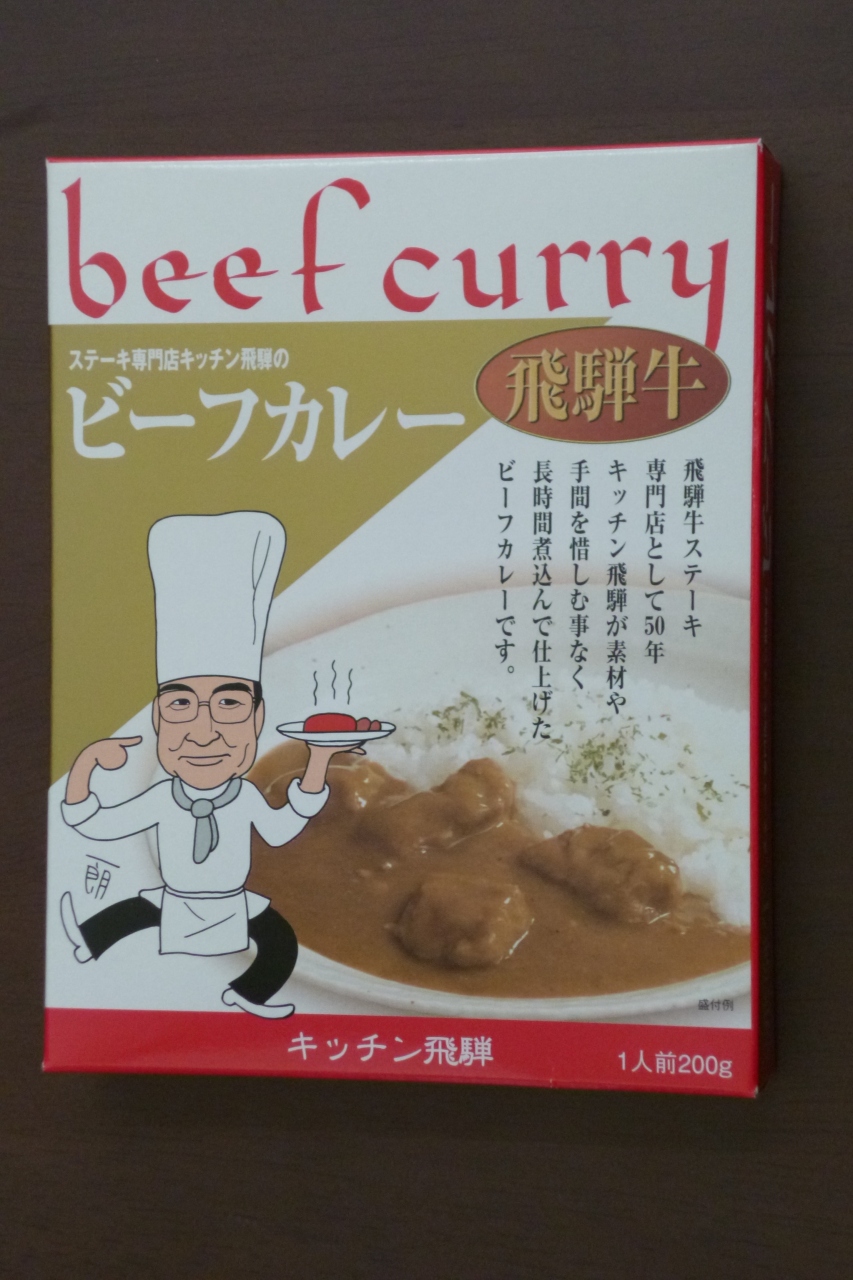 beef curry
ステーキ専門店キッチン飛騨の
ビーフカレー
飛騨牛
飛騨牛ステーキ
専門店として50年
キッチン飛騨が素材や
手間を惜しむ事なく
長時間煮込んで仕上げた
ビーフカレーです。
一朗
盛付例
キッチン飛騨
1人前200g